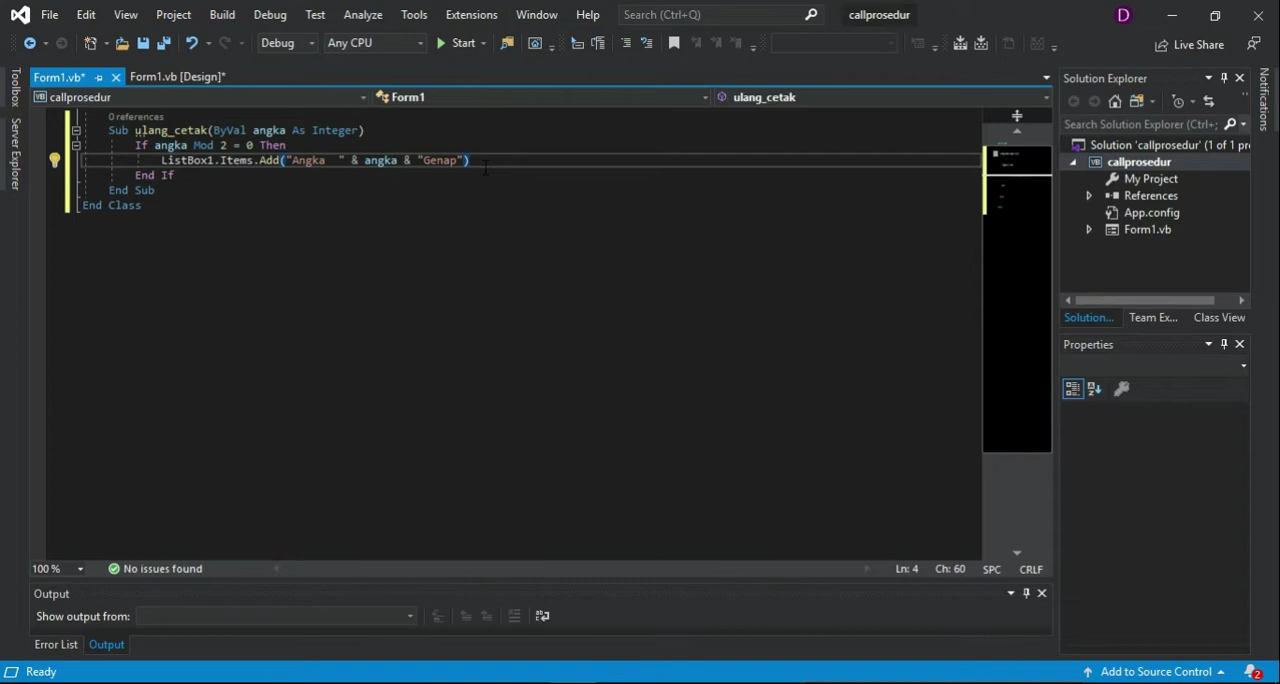 File Edit View Project Build Debug Test Analyze Tools Extensions Window Help Search (Ctrl+Q) callprosedur D
Debug Any CPU Start Live Share
Form1.vb* Form1.vb [Design]*
callprosedur Form1 ulang_cetak
0 references
Sub ulang_cetak(ByVal angka As Integer)
If angka Mod 2 = 0 Then
ListBox1.Items.Add("Angka  " & angka & "Genap")
End If
End Sub
End Class
100 % No issues found Ln: 4 Ch: 60 SPC CRLF
Output
Show output from:
Error List Output
Ready Add to Source Control 2
Toolbox
Server Explorer
Solution Explorer
Search Solution Explorer (Ctrl+;
Solution 'callprosedur' (1 of 1 pro
callprosedur
My Project
References
App.config
Form1.vb
Solution... Team Ex... Class View
Properties
Notifications